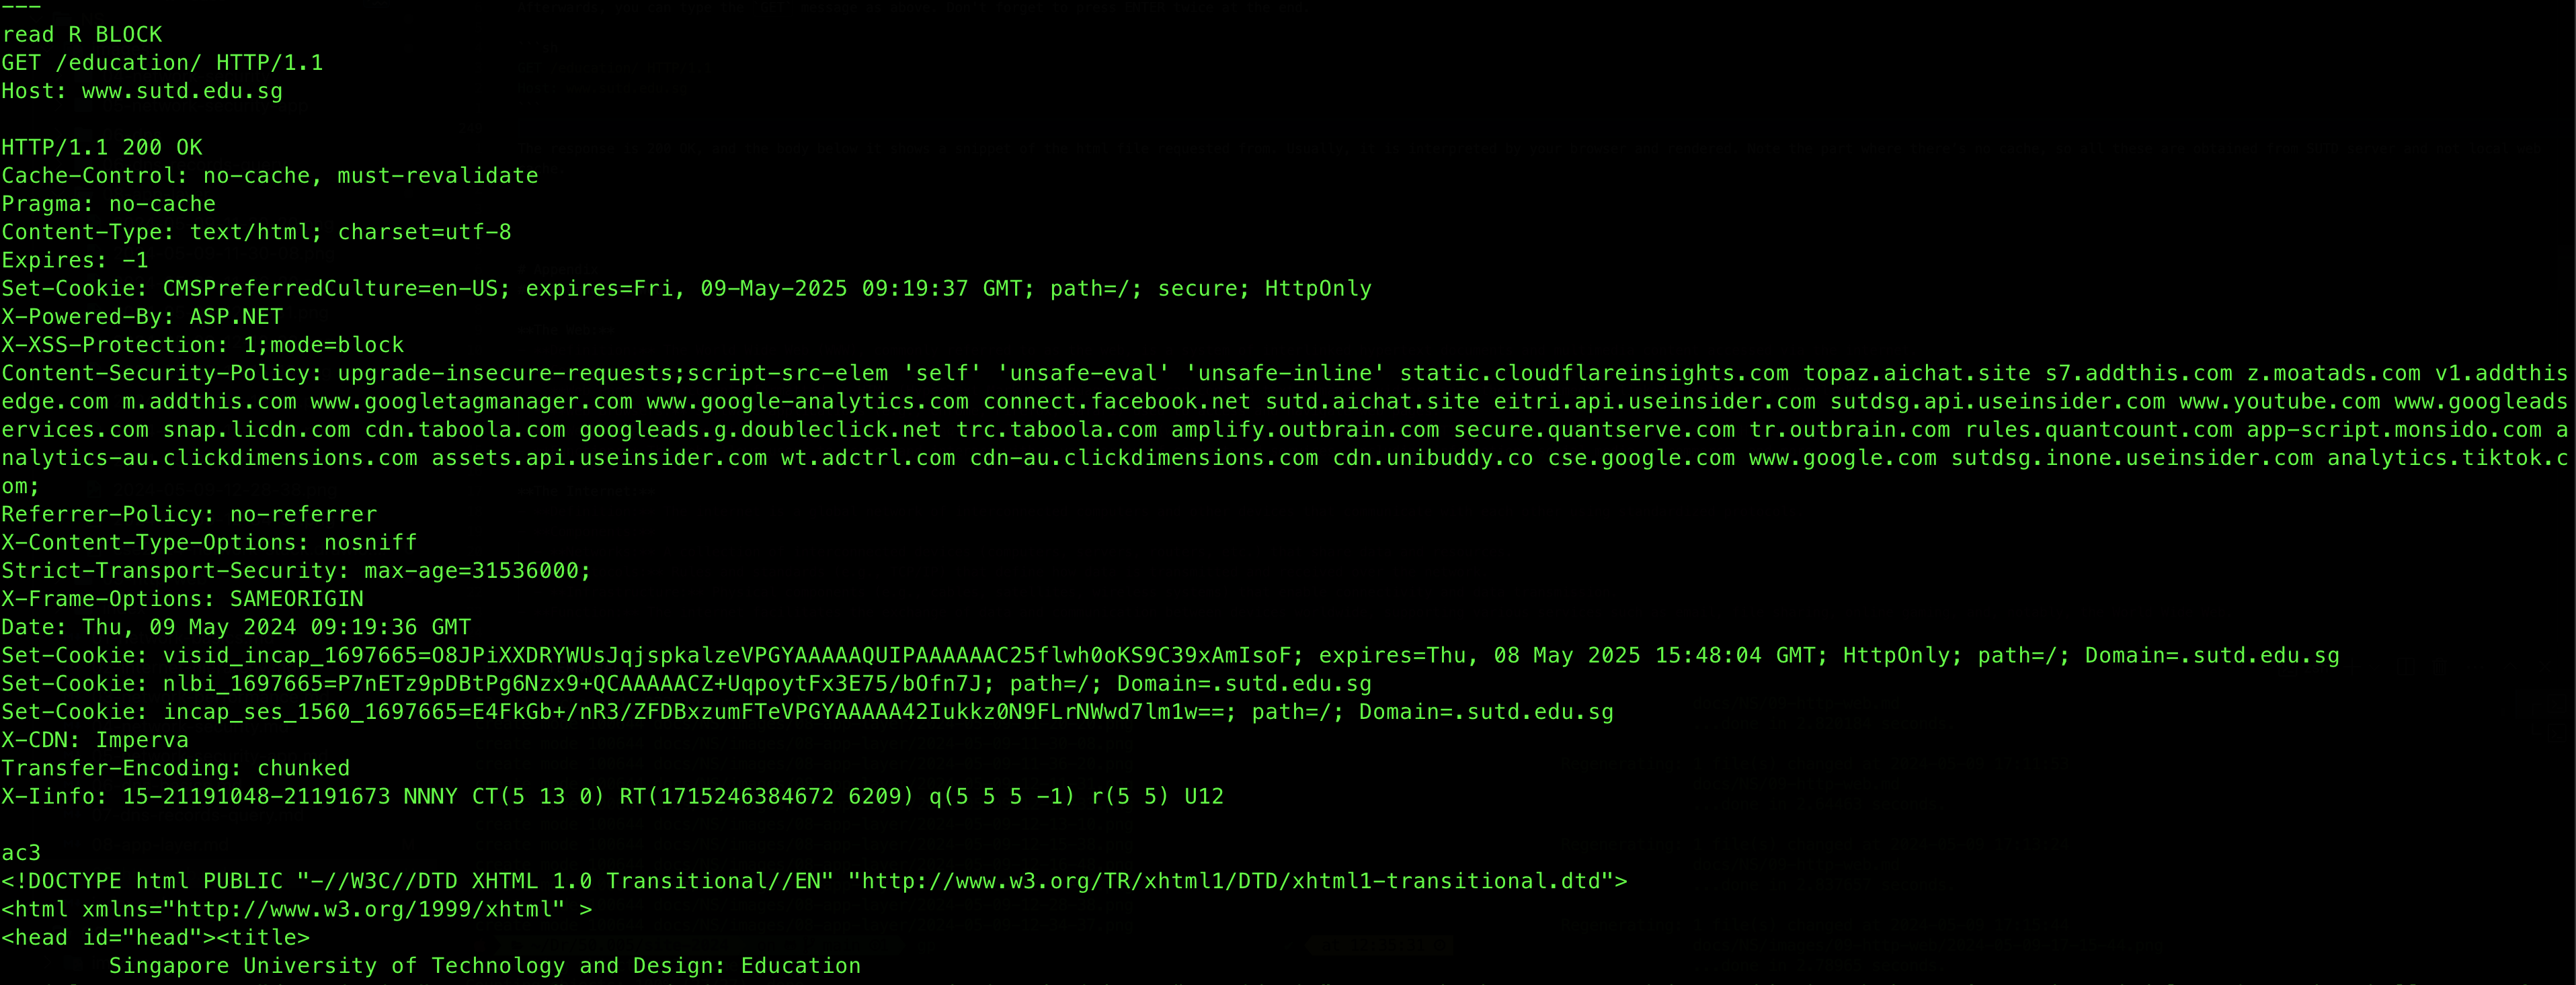 ---
read R BLOCK
GET /education/ HTTP/1.1
Host: www.sutd.edu.sg

HTTP/1.1 200 OK
Cache-Control: no-cache, must-revalidate
Pragma: no-cache
Content-Type: text/html; charset=utf-8
Expires: -1
Set-Cookie: CMSPreferredCulture=en-US; expires=Fri, 09-May-2025 09:19:37 GMT; path=/; secure; HttpOnly
X-Powered-By: ASP.NET
X-XSS-Protection: 1;mode=block
Content-Security-Policy: upgrade-insecure-requests;script-src-elem 'self' 'unsafe-eval' 'unsafe-inline' static.cloudflareinsights.com topaz.aichat.site s7.addthis.com z.moatads.com v1.addthis
edge.com m.addthis.com www.googletagmanager.com www.google-analytics.com connect.facebook.net sutd.aichat.site eitri.api.useinsider.com sutdsg.api.useinsider.com www.youtube.com www.googleads
ervices.com snap.licdn.com cdn.taboola.com googleads.g.doubleclick.net trc.taboola.com amplify.outbrain.com secure.quantserve.com tr.outbrain.com rules.quantcount.com app-script.monsido.com a
nalytics-au.clickdimensions.com assets.api.useinsider.com wt.adctrl.com cdn-au.clickdimensions.com cdn.unibuddy.co cse.google.com www.google.com sutdsg.inone.useinsider.com analytics.tiktok.c
om;
Referrer-Policy: no-referrer
X-Content-Type-Options: nosniff
Strict-Transport-Security: max-age=31536000;
X-Frame-Options: SAMEORIGIN
Date: Thu, 09 May 2024 09:19:36 GMT
Set-Cookie: visid_incap_1697665=O8JPiXXDRYWUsJqjspkalzeVPGYAAAAAQUIPAAAAAAC25flwh0oKS9C39xAmIsoF; expires=Thu, 08 May 2025 15:48:04 GMT; HttpOnly; path=/; Domain=.sutd.edu.sg
Set-Cookie: nlbi_1697665=P7nETz9pDBtPg6Nzx9+QCAAAAACZ+UqpoytFx3E75/bOfn7J; path=/; Domain=.sutd.edu.sg
Set-Cookie: incap_ses_1560_1697665=E4FkGb+/nR3/ZFDBxzumFTeVPGYAAAAA42Iukkz0N9FLrNWwd7lm1w==; path=/; Domain=.sutd.edu.sg
X-CDN: Imperva
Transfer-Encoding: chunked
X-Iinfo: 15-21191048-21191673 NNNY CT(5 13 0) RT(1715246384672 6209) q(5 5 5 -1) r(5 5) U12

ac3
<!DOCTYPE html PUBLIC "-//W3C//DTD XHTML 1.0 Transitional//EN" "http://www.w3.org/TR/xhtml1/DTD/xhtml1-transitional.dtd">
<html xmlns="http://www.w3.org/1999/xhtml" >
<head id="head"><title>
        Singapore University of Technology and Design: Education